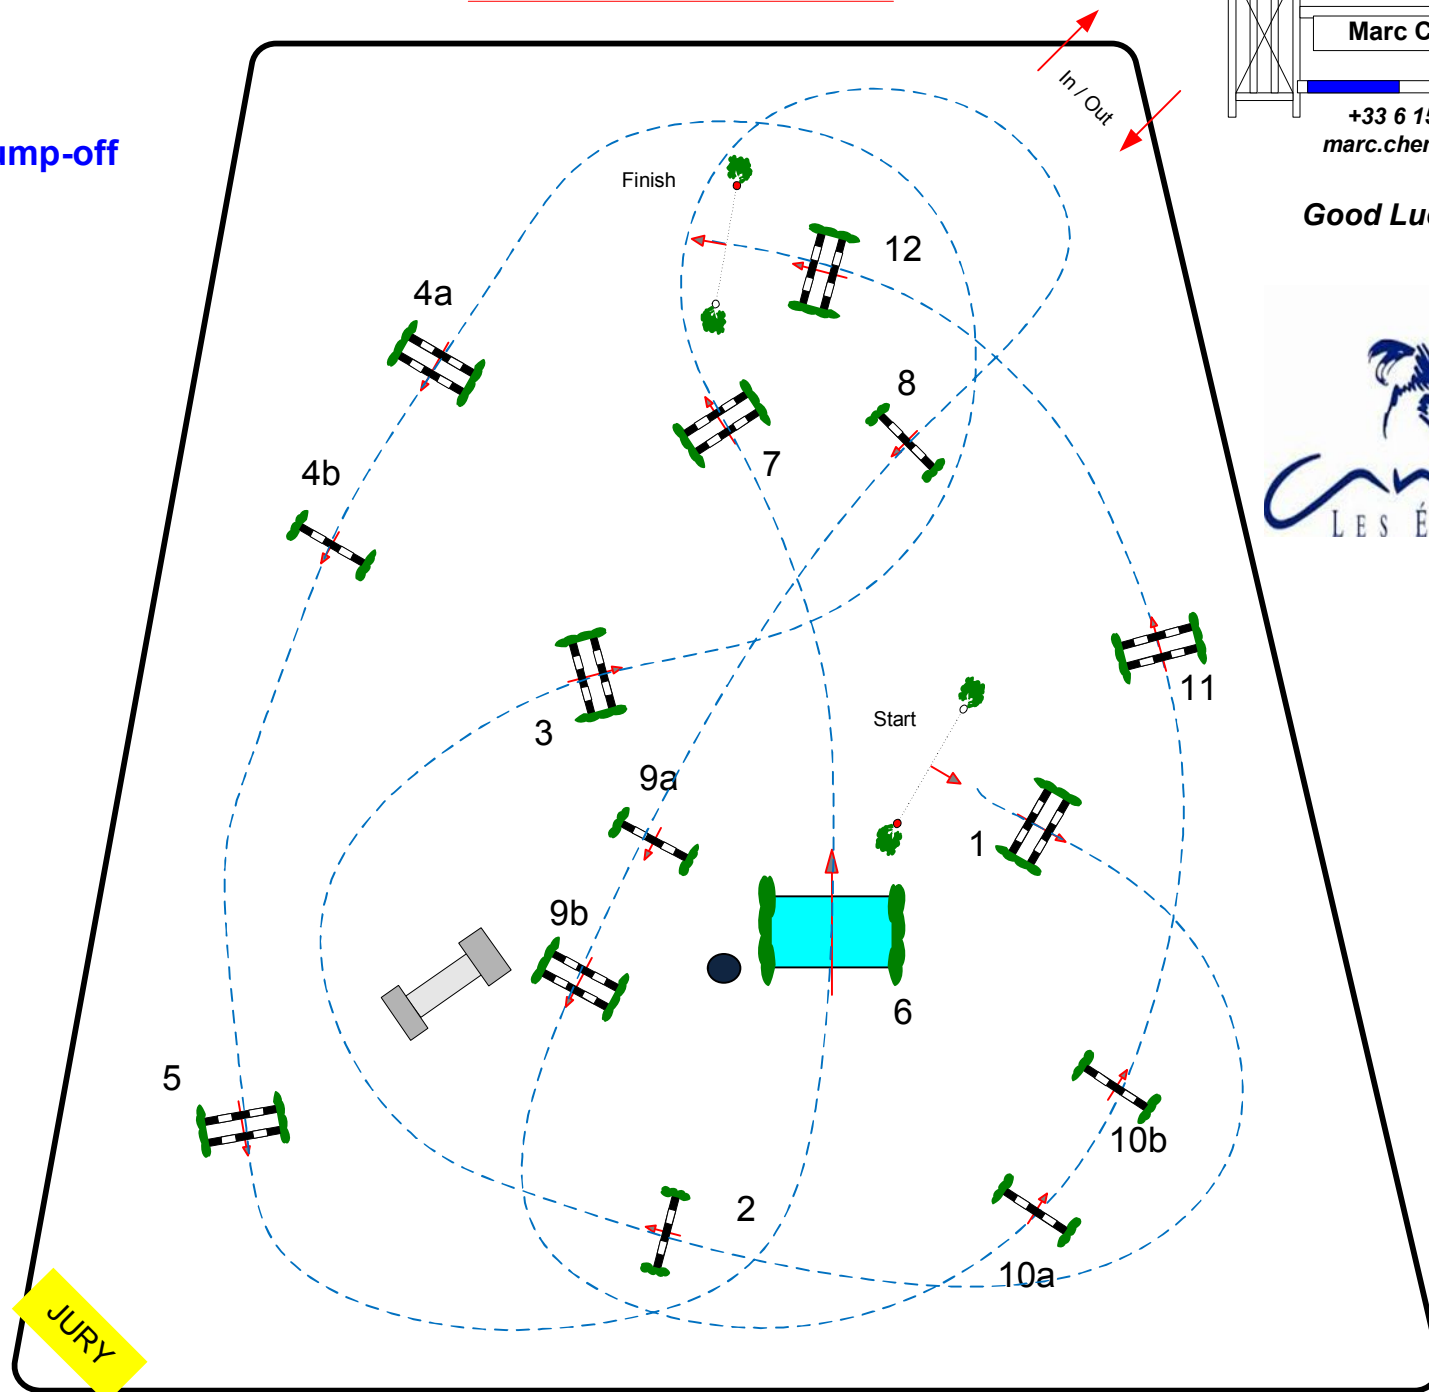 In / Out
Marc C
+33 6 15
marc.cher
ump-off
Good Luc
Finish
12
4a
8
4b
7
LES É
11
Start
3
9a
1
9b
6
5
10b
2
10a
JURY